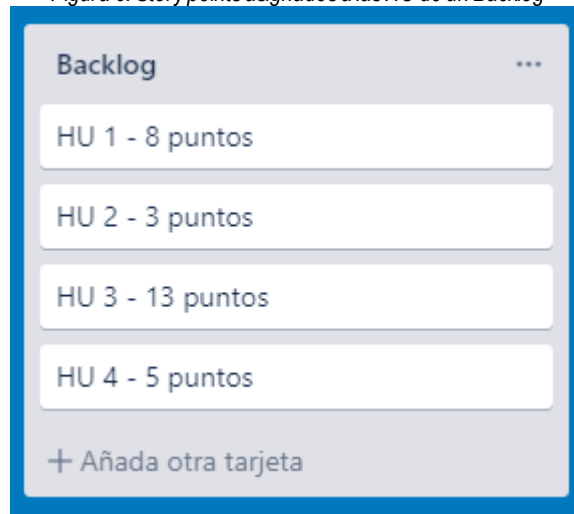 Backlog
HU 1 - 8 puntos
HU 2 - 3 puntos
HU 3 - 13 puntos
HU 4 - 5 puntos
+ Añada otra tarjeta